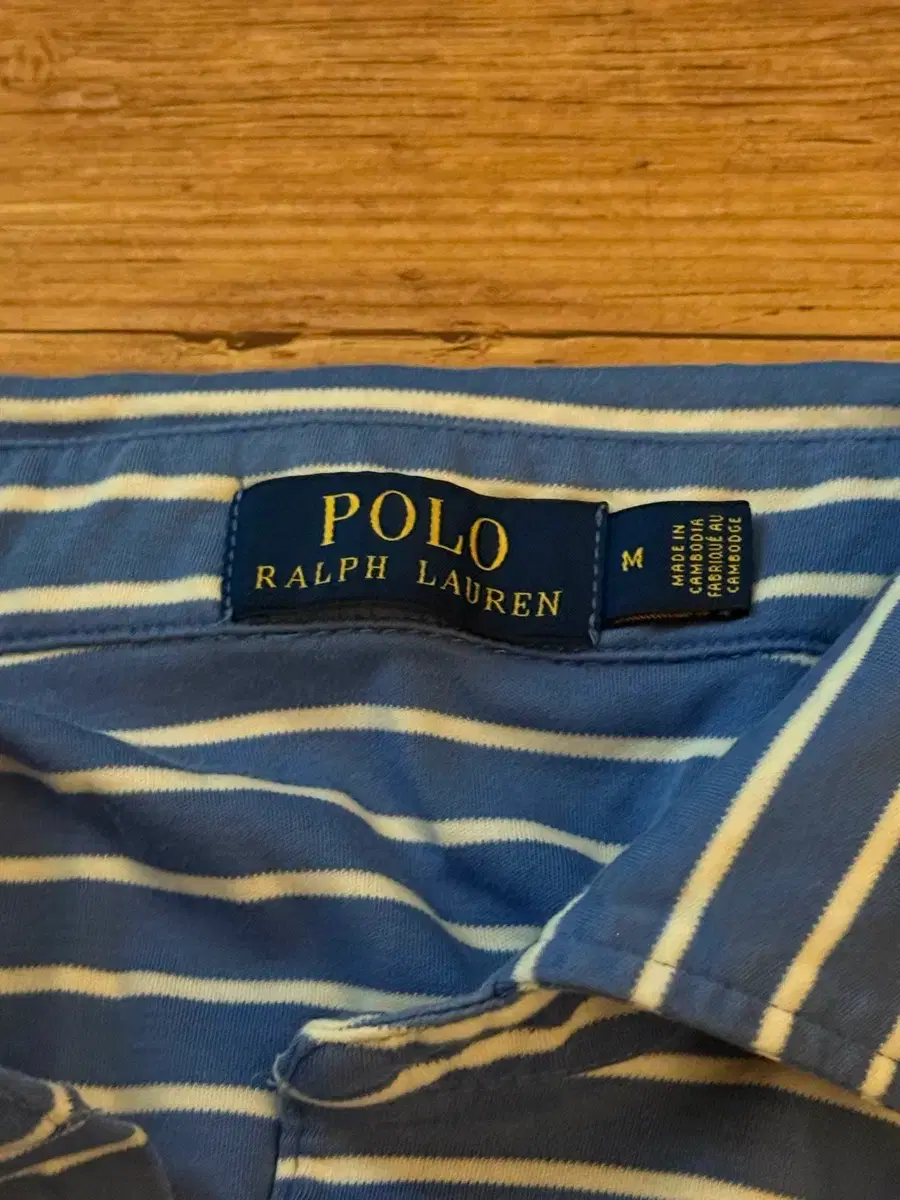 POLO
RALPH LAUREN
M
MADE IN
CAMBODIA
FABRIQUÉ AU
CAMBODGE